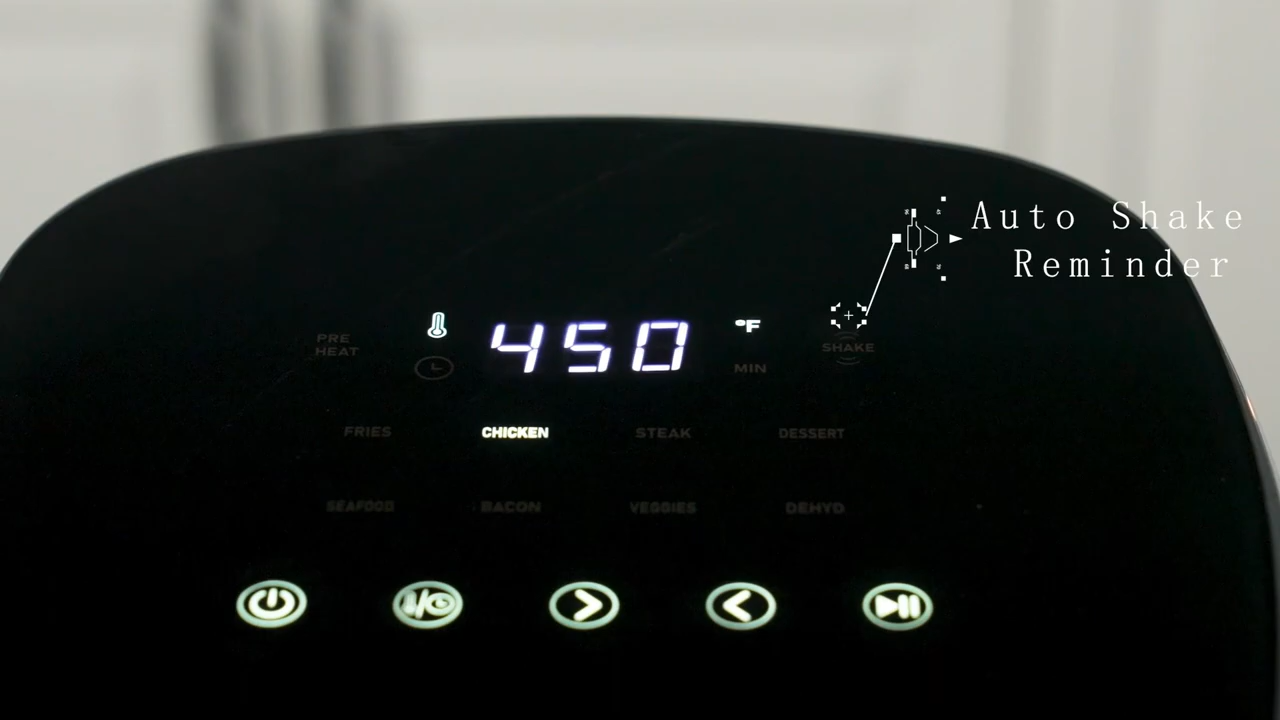 Auto Shake
Reminder
450 °F
PRE
HEAT
SHAKE
MIN
FRIES CHICKEN STEAK DESSERT
SEAFOOD BACON VEGGIES DEHYD